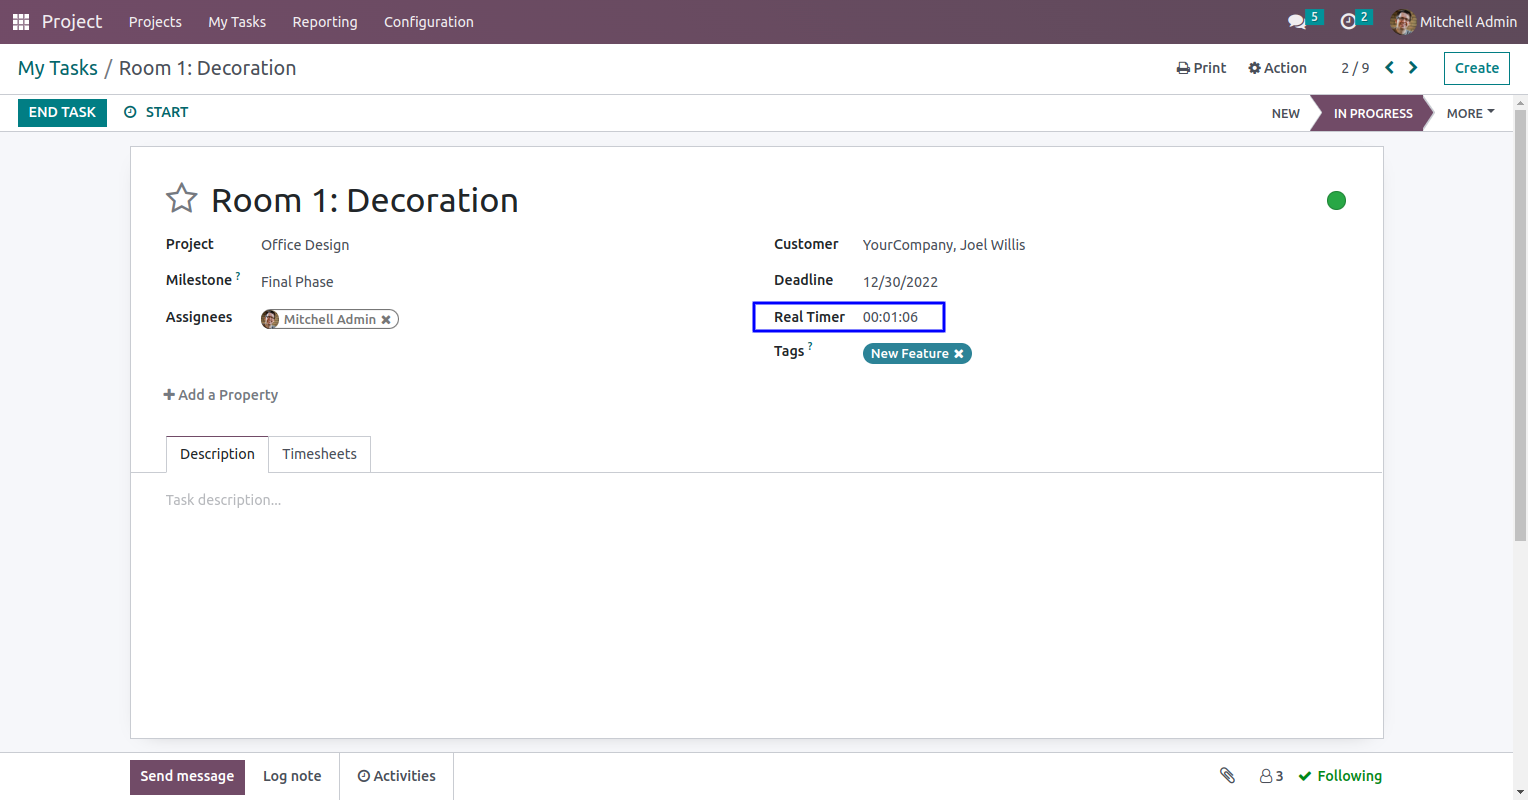 Project Projects My Tasks Reporting Configuration 5 2 Mitchell Admin
My Tasks / Room 1: Decoration Print Action 2 / 9 Create
END TASK START NEW IN PROGRESS MORE
Room 1: Decoration
Project Office Design Customer YourCompany, Joel Willis
Milestone ? Final Phase Deadline 12/30/2022
Assignees Mitchell Admin Real Timer 00:01:06
Tags ? New Feature
Add a Property
Description Timesheets
Task description...
Send message Log note Activities 3 Following